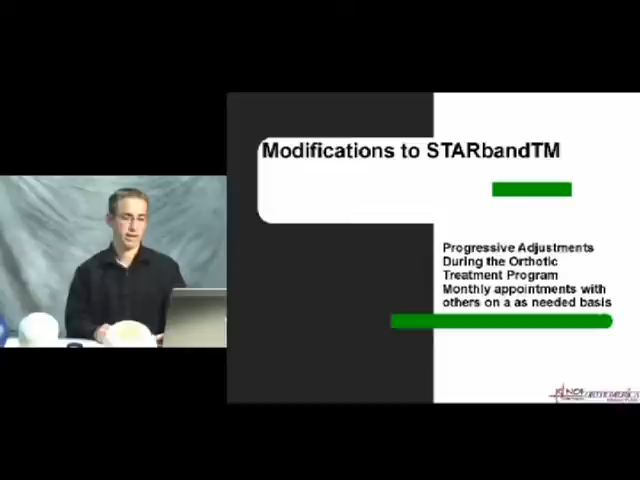 Modifications to STARbandTM
Progressive Adjustments
During the Orthotic
Treatment Program
Monthly appointments with
others on a as needed basis